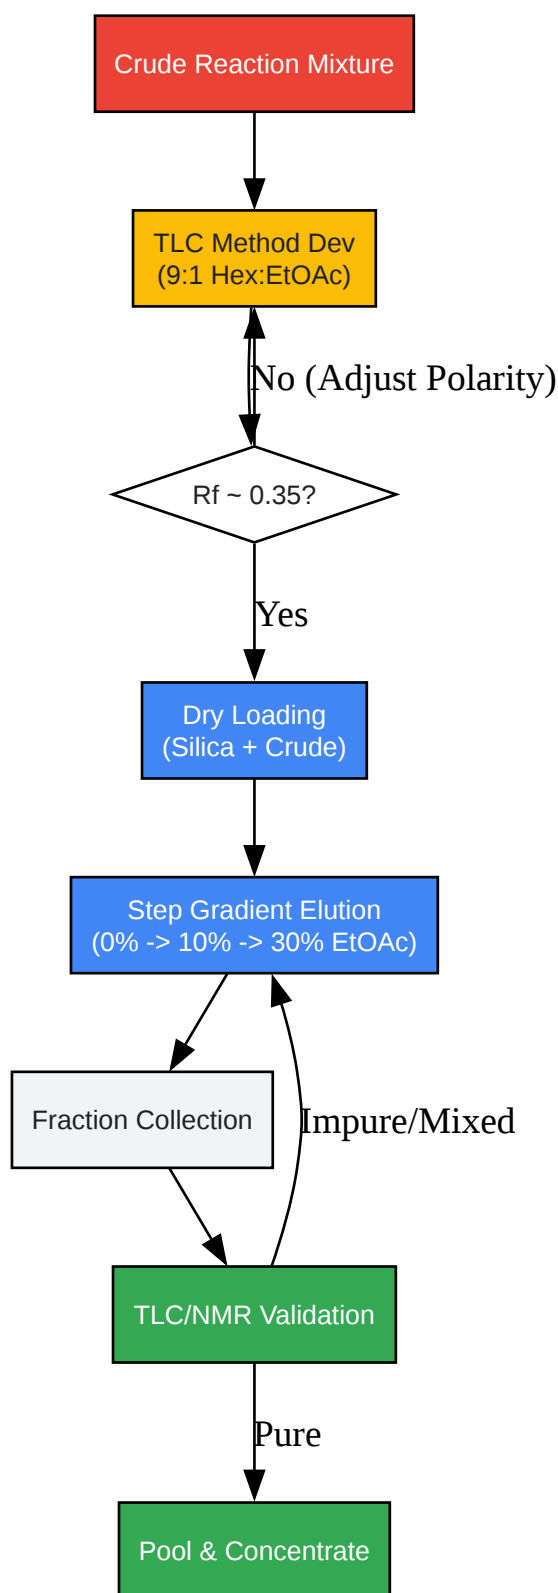 Crude Reaction Mixture
TLC Method Dev
(9:1 Hex:EtOAc)
No (Adjust Polarity)
Rf ~ 0.35?
Yes
Dry Loading
(Silica + Crude)
Step Gradient Elution
(0% -> 10% -> 30% EtOAc)
Fraction Collection
Impure/Mixed
TLC/NMR Validation
Pure
Pool & Concentrate